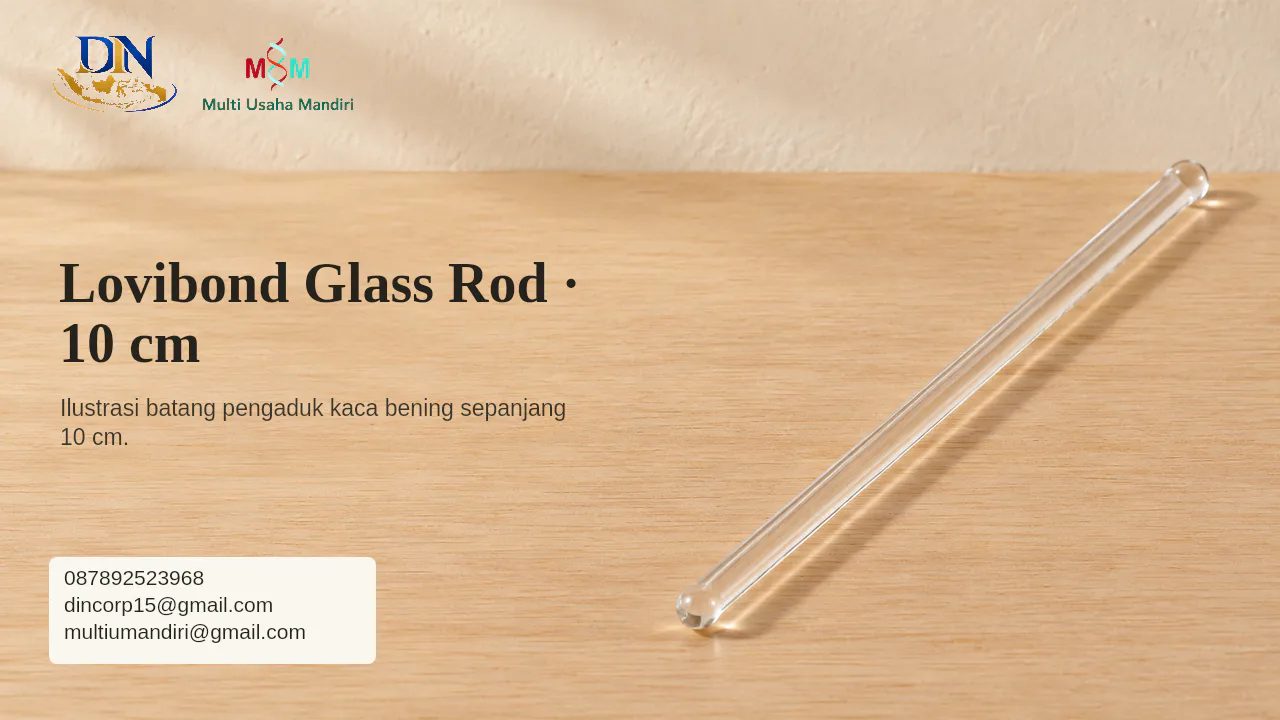 DN
MSM
Multi Usaha Mandiri
Lovibond Glass Rod ·
10 cm
Ilustrasi batang pengaduk kaca bening sepanjang
10 cm.
087892523968
dincorp15@gmail.com
multiumandiri@gmail.com